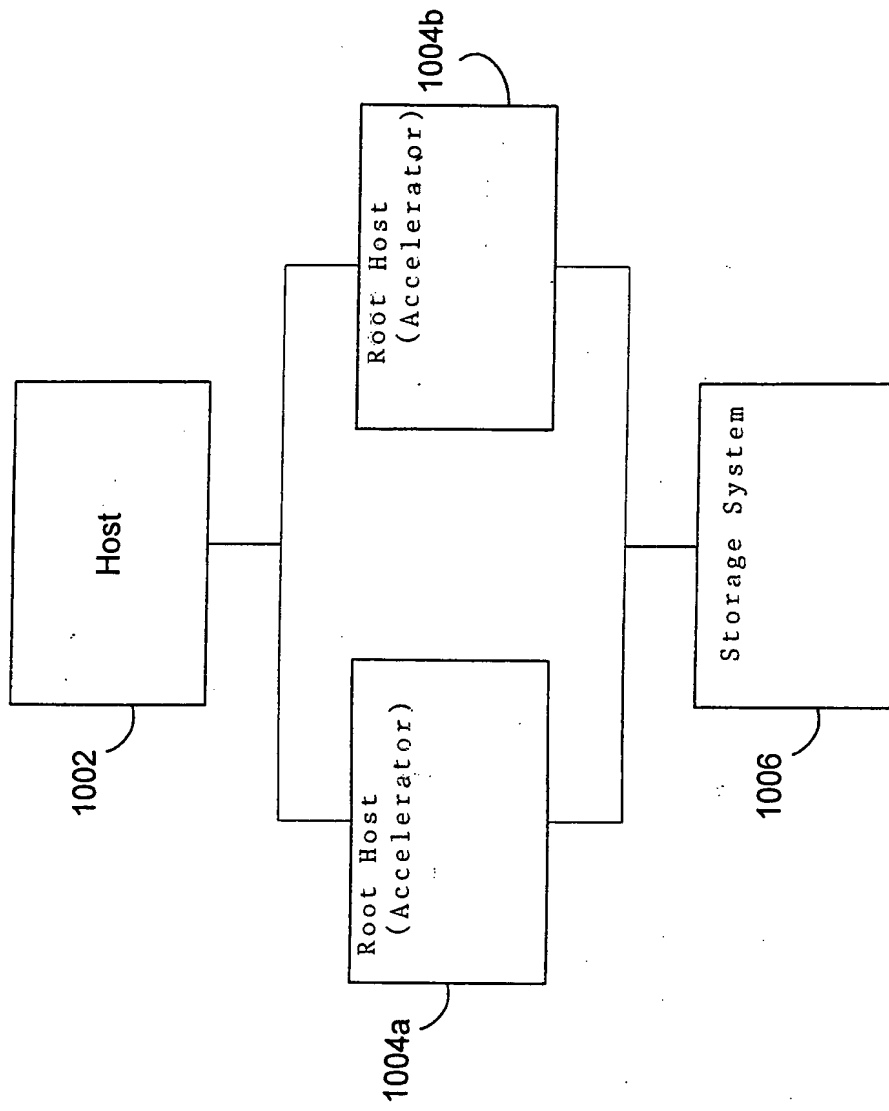 1002
Host
1004a
Root Host
(Accelerator)
Root Host
(Accelerator)
1004b
Storage System
1006